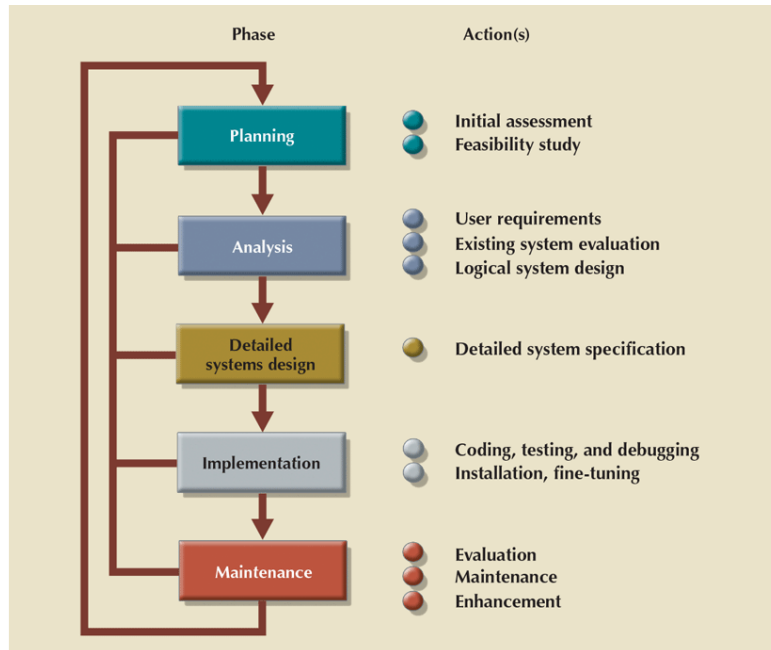 Phase
Action(s)
Planning
Initial assessment
Feasibility study
Analysis
User requirements
Existing system evaluation
Logical system design
Detailed
systems design
Detailed system specification
Implementation
Coding, testing, and debugging
Installation, fine-tuning
Maintenance
Evaluation
Maintenance
Enhancement